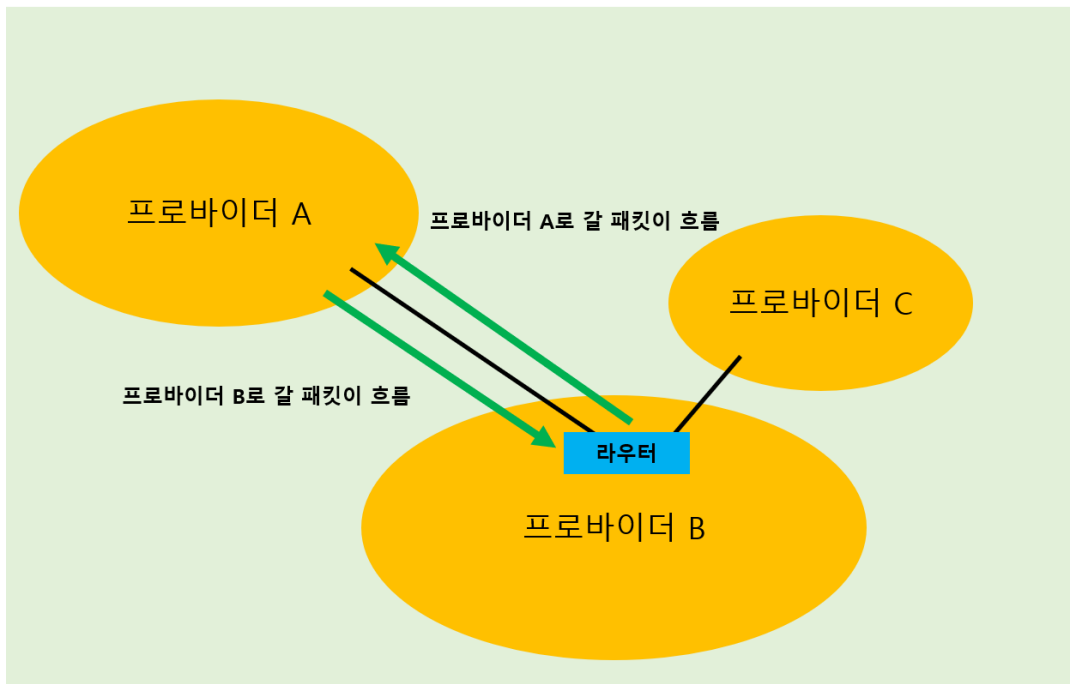 프로바이더 A
프로바이더 A로 갈 패킷이 흐름
프로바이더 C
프로바이더 B로 갈 패킷이 흐름
라우터
프로바이더 B